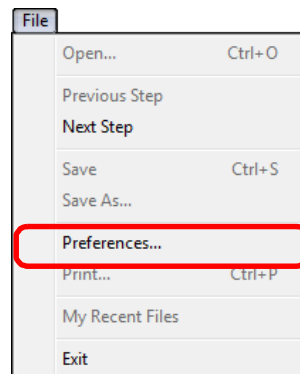 File
Open... Ctrl+O
Previous Step
Next Step
Save Ctrl+S
Save As...
Preferences...
Print... Ctrl+P
My Recent Files
Exit